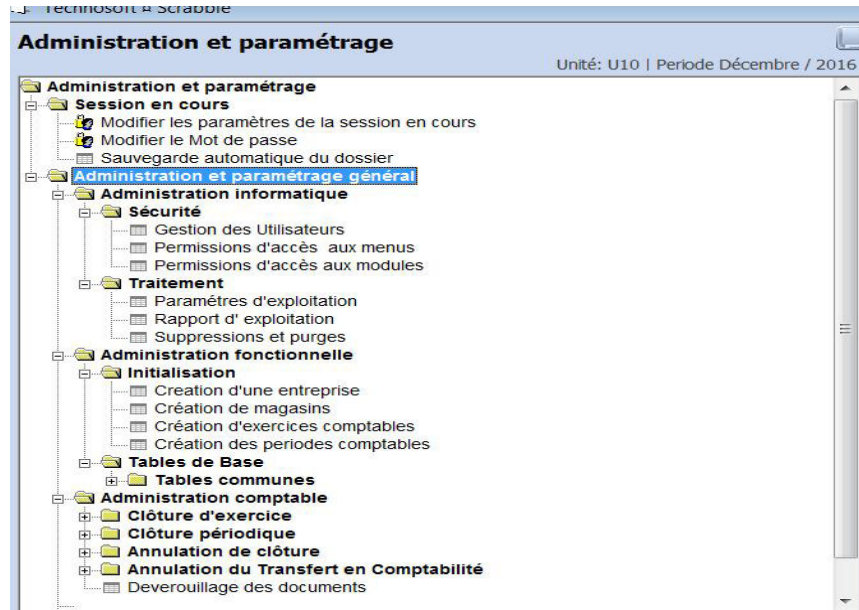 Technosoft ¤ Scrabble
Administration et paramétrage
Unité: U10 | Periode Décembre / 2016
Administration et paramétrage
Session en cours
Modifier les paramètres de la session en cours
Modifier le Mot de passe
Sauvegarde automatique du dossier
Administration et paramétrage général
Administration informatique
Sécurité
Gestion des Utilisateurs
Permissions d'accès aux menus
Permissions d'accès aux modules
Traitement
Paramétres d'exploitation
Rapport d' exploitation
Suppressions et purges
Administration fonctionnelle
Initialisation
Creation d'une entreprise
Création de magasins
Création d'exercices comptables
Création des periodes comptables
Tables de Base
Tables communes
Administration comptable
Clôture d'exercice
Clôture périodique
Annulation de clôture
Annulation du Transfert en Comptabilité
Deverouillage des documents